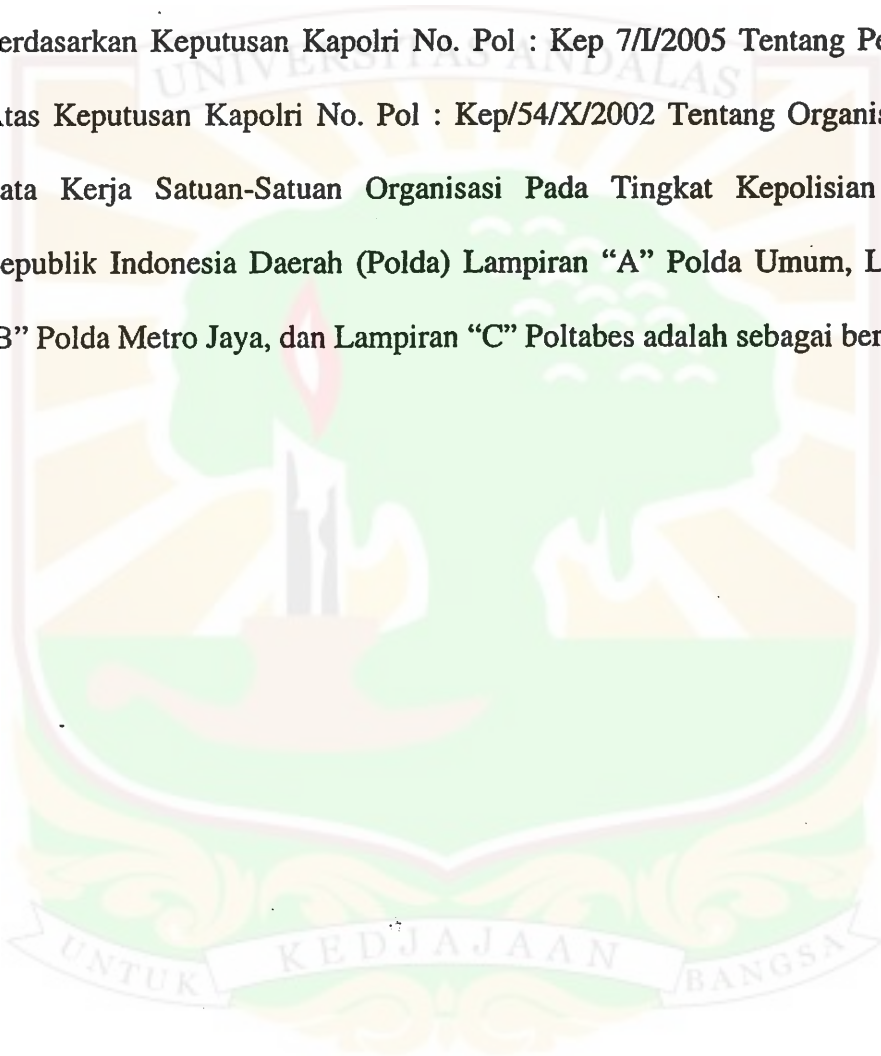 erdasarkan Keputusan Kapolri No. Pol : Kep 7/I/2005 Tentang Pe
UNIVERSITAS ANDALAS
Atas Keputusan Kapolri No. Pol : Kep/54/X/2002 Tentang Organis
ata Kerja Satuan-Satuan Organisasi Pada Tingkat Kepolisian
epublik Indonesia Daerah (Polda) Lampiran “A” Polda Umum, L
B” Polda Metro Jaya, dan Lampiran “C” Poltabes adalah sebagai ber
UNTUK KEDJAJAAN BANGSA